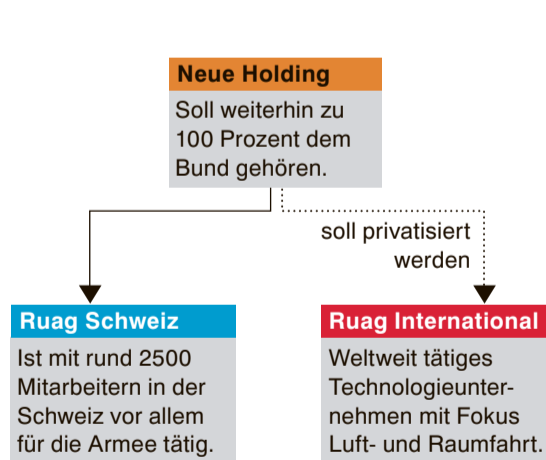 Neue Holding
Soll weiterhin zu
100 Prozent dem
Bund gehören.
soll privatisiert
werden
Ruag Schweiz
Ist mit rund 2500
Mitarbeitern in der
Schweiz vor allem
für die Armee tätig.
Ruag International
Weltweit tätiges
Technologieunter-
nehmen mit Fokus
Luft- und Raumfahrt.